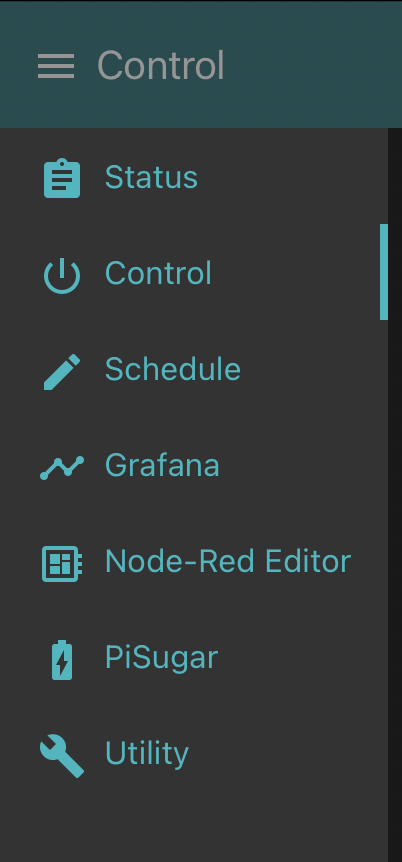 Control
Status
Control
Schedule
Grafana
Node-Red Editor
PiSugar
Utility